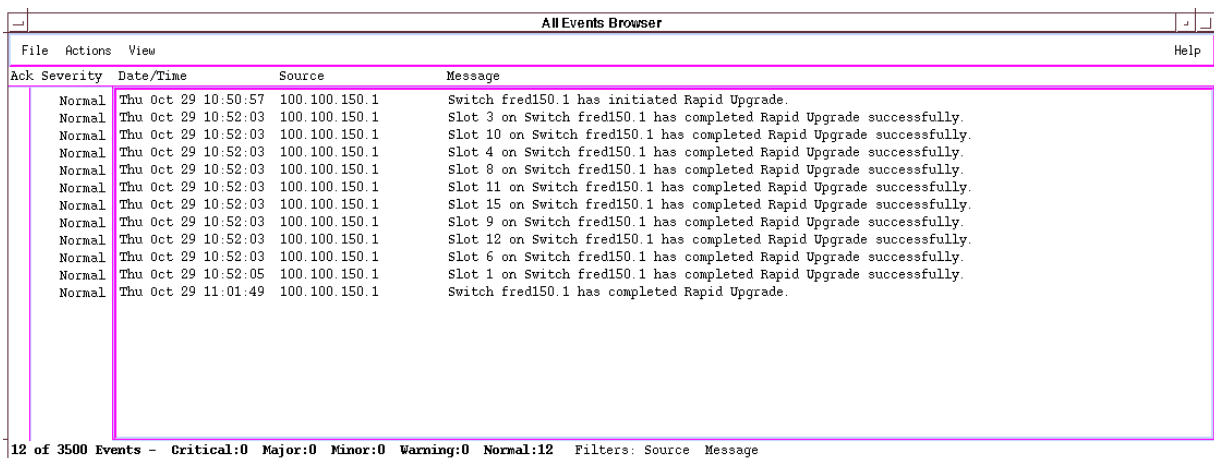 All Events Browser
File Actions View Help
Ack Severity Date/Time Source Message
Normal Thu Oct 29 10:50:57 100.100.150.1 Switch fred150.1 has initiated Rapid Upgrade.
Normal Thu Oct 29 10:52:03 100.100.150.1 Slot 3 on Switch fred150.1 has completed Rapid Upgrade successfully.
Normal Thu Oct 29 10:52:03 100.100.150.1 Slot 10 on Switch fred150.1 has completed Rapid Upgrade successfully.
Normal Thu Oct 29 10:52:03 100.100.150.1 Slot 4 on Switch fred150.1 has completed Rapid Upgrade successfully.
Normal Thu Oct 29 10:52:03 100.100.150.1 Slot 8 on Switch fred150.1 has completed Rapid Upgrade successfully.
Normal Thu Oct 29 10:52:03 100.100.150.1 Slot 11 on Switch fred150.1 has completed Rapid Upgrade successfully.
Normal Thu Oct 29 10:52:03 100.100.150.1 Slot 15 on Switch fred150.1 has completed Rapid Upgrade successfully.
Normal Thu Oct 29 10:52:03 100.100.150.1 Slot 9 on Switch fred150.1 has completed Rapid Upgrade successfully.
Normal Thu Oct 29 10:52:03 100.100.150.1 Slot 12 on Switch fred150.1 has completed Rapid Upgrade successfully.
Normal Thu Oct 29 10:52:03 100.100.150.1 Slot 6 on Switch fred150.1 has completed Rapid Upgrade successfully.
Normal Thu Oct 29 10:52:05 100.100.150.1 Slot 1 on Switch fred150.1 has completed Rapid Upgrade successfully.
Normal Thu Oct 29 11:01:49 100.100.150.1 Switch fred150.1 has completed Rapid Upgrade.
12 of 3500 Events - Critical:0 Major:0 Minor:0 Warning:0 Normal:12 Filters: Source Message